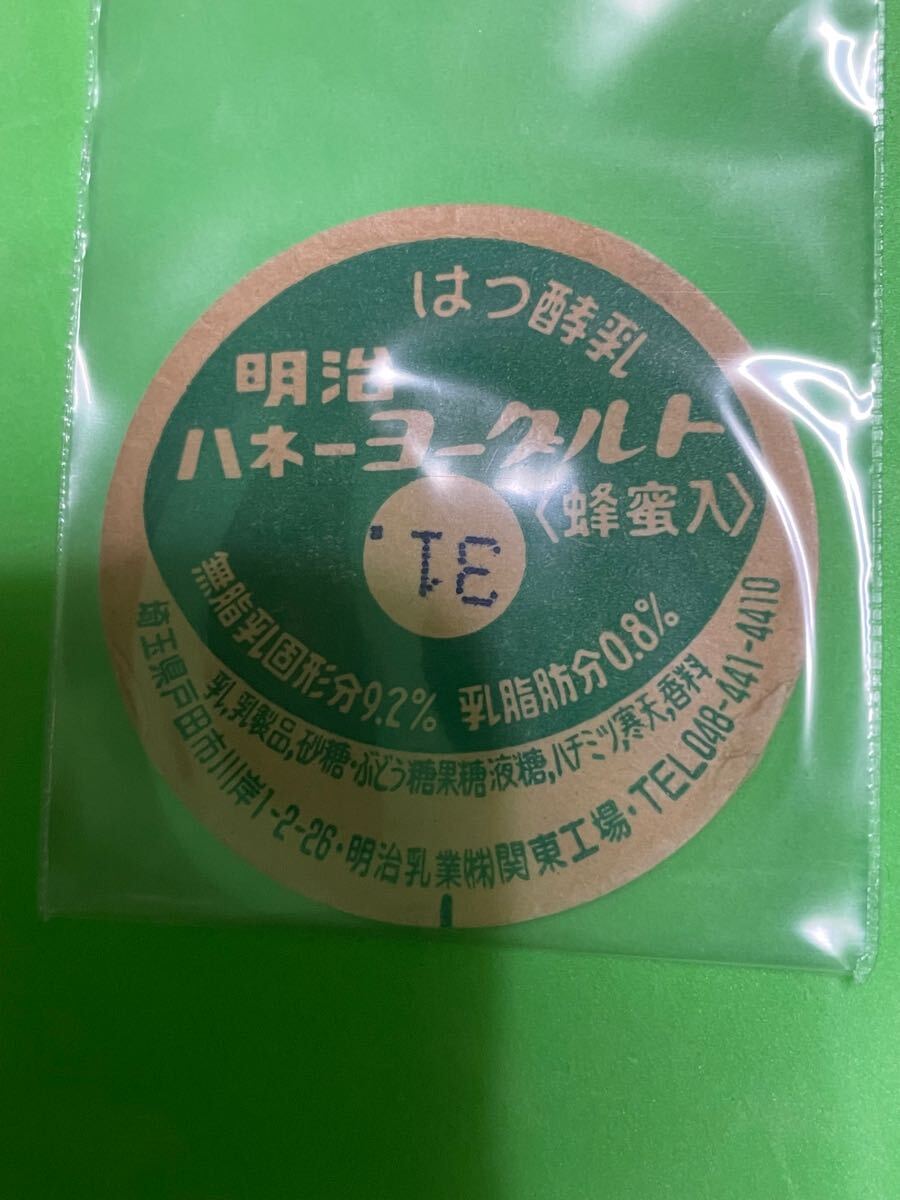 はつ酵乳
明治
ハネーヨーグルト
〈蜂蜜入〉
31.
無脂乳固形分9.2% 乳脂肪分0.8%
乳,乳製品,砂糖・ぶどう糖果糖液糖,ハチミツ,寒天,香料
埼玉県戸田市川岸1-2-26・明治乳業㈱関東工場・TEL048-441-4410